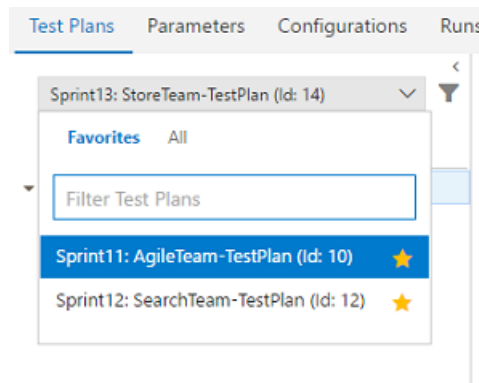 Test Plans Parameters Configurations Runs
Sprint13: StoreTeam-TestPlan (Id: 14)
Favorites All
Filter Test Plans
Sprint11: AgileTeam-TestPlan (Id: 10)
Sprint12: SearchTeam-TestPlan (Id: 12)